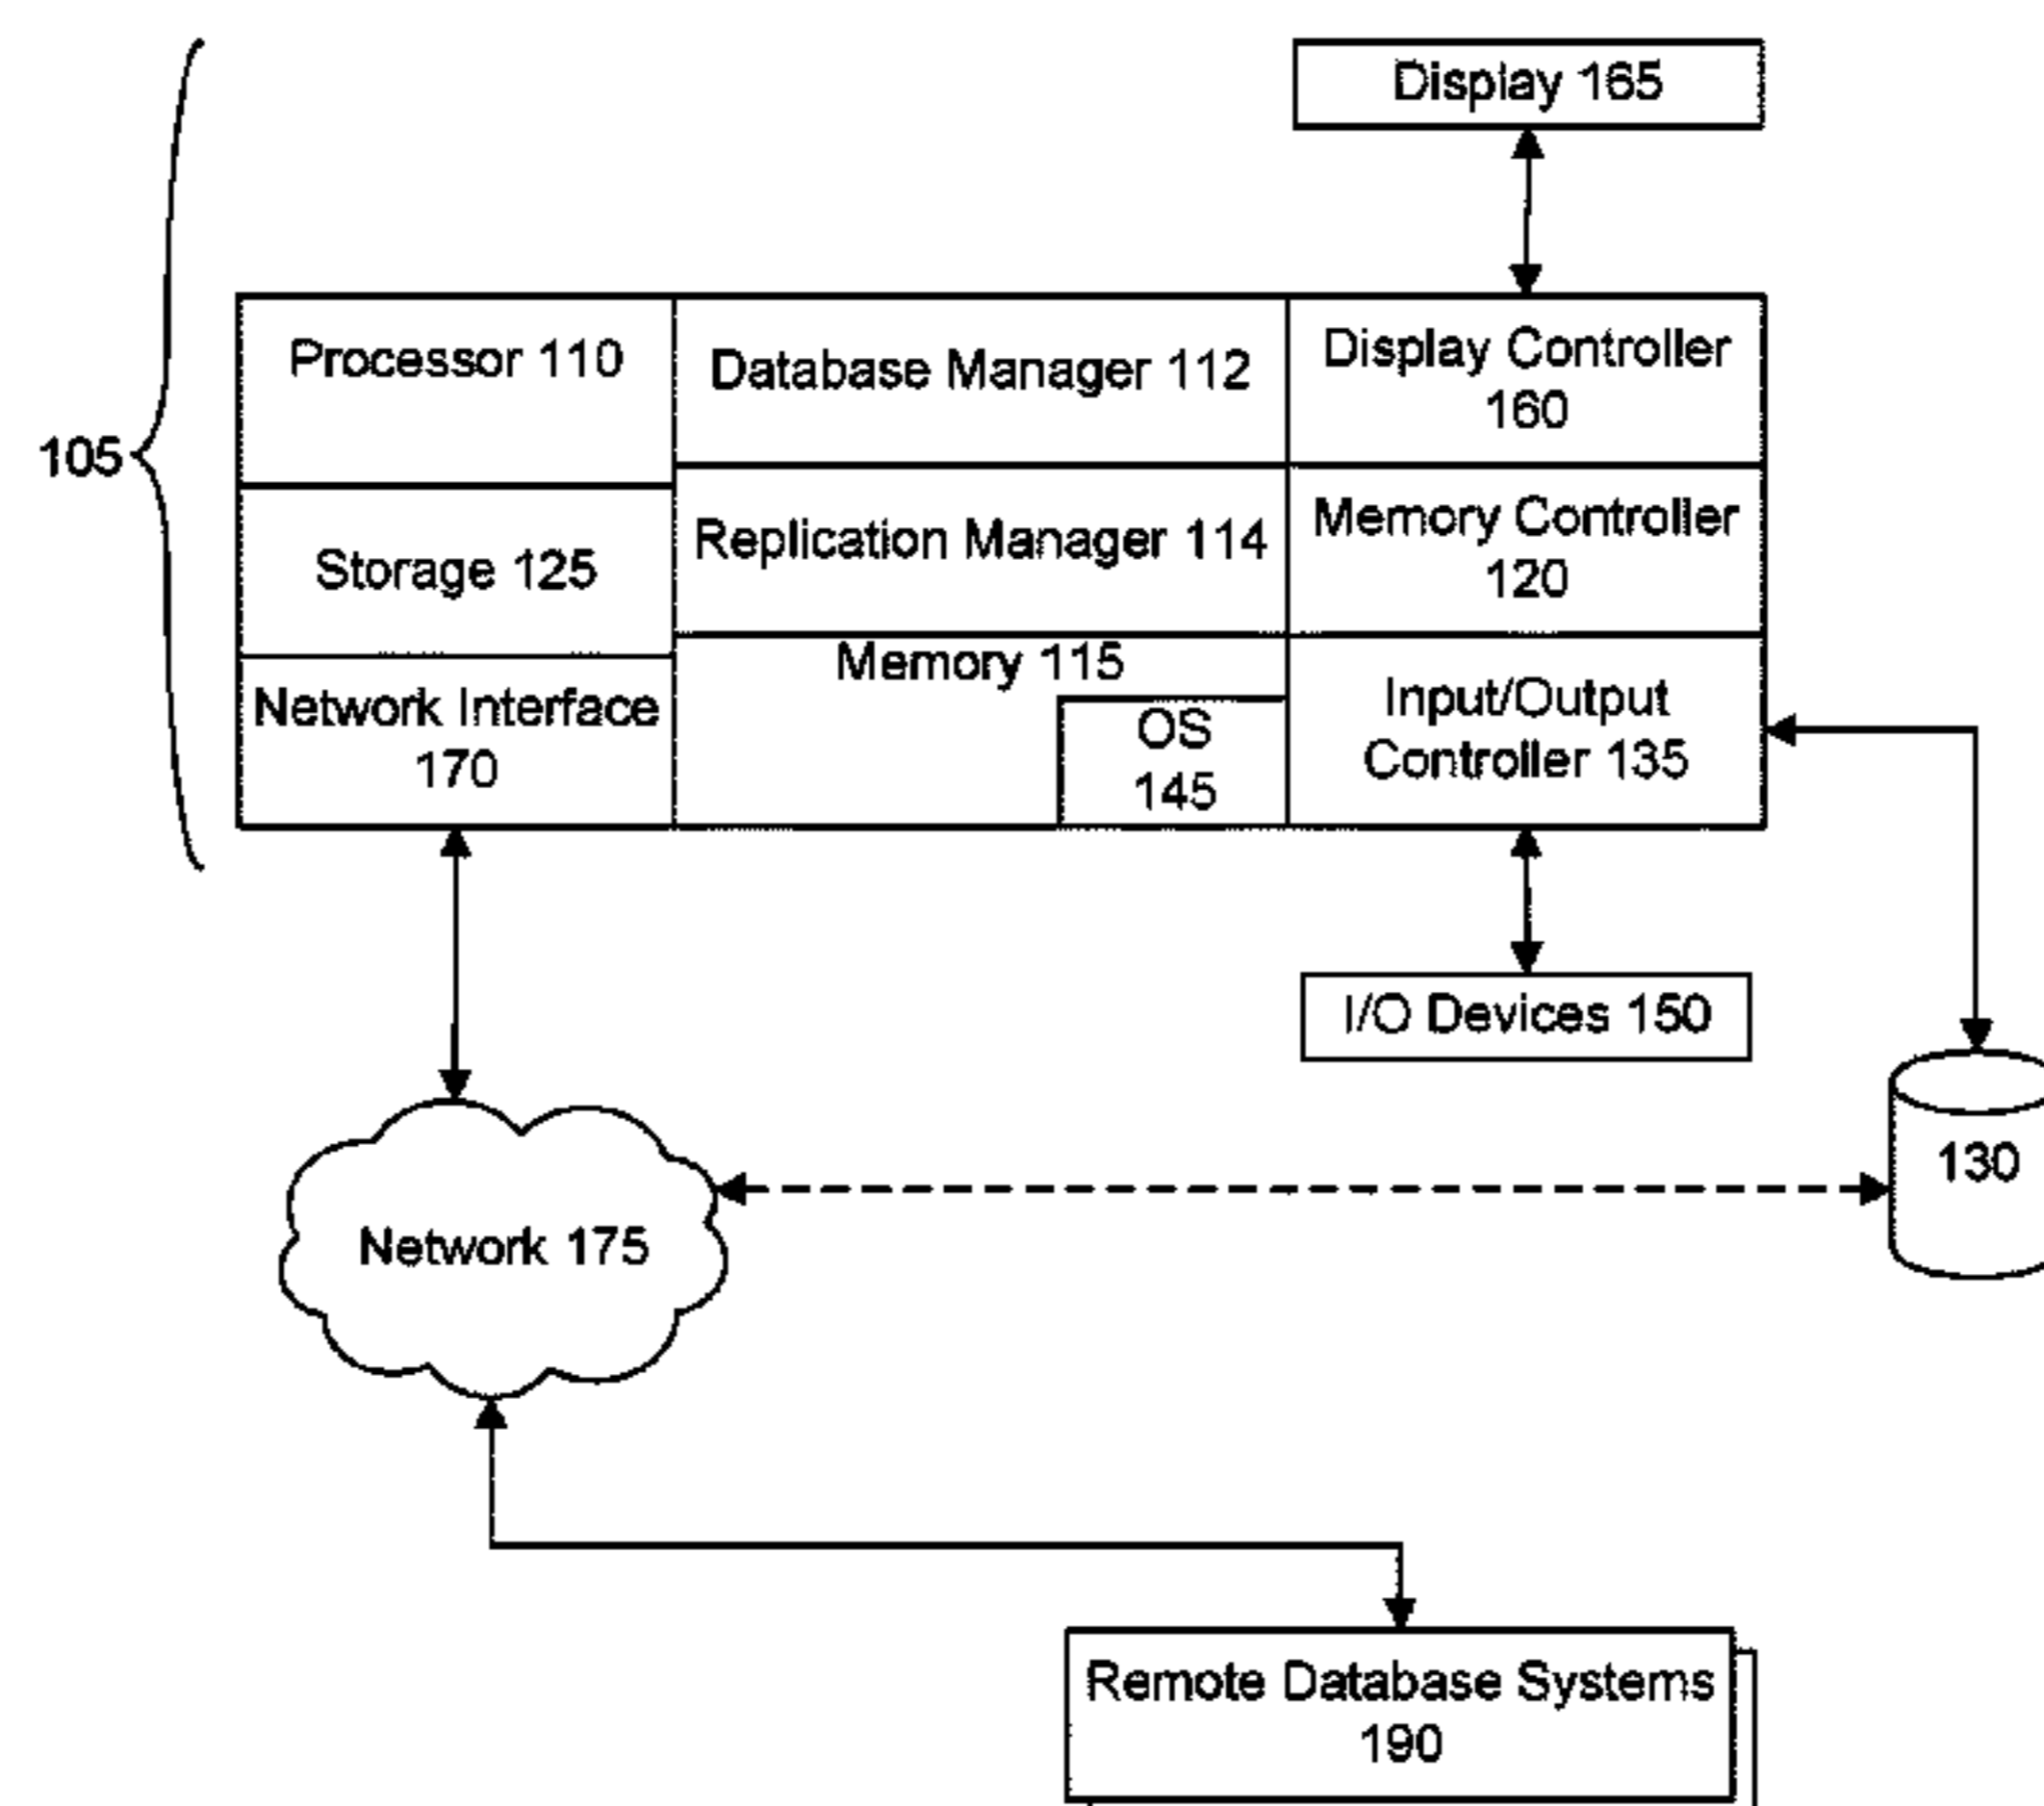 Display 165
105
Processor 110
Database Manager 112
Display Controller
160
Storage 125
Replication Manager 114
Memory Controller
120
Network Interface
170
Memory 115
OS
145
Input/Output
Controller 135
I/O Devices 150
130
Network 175
Remote Database Systems
190